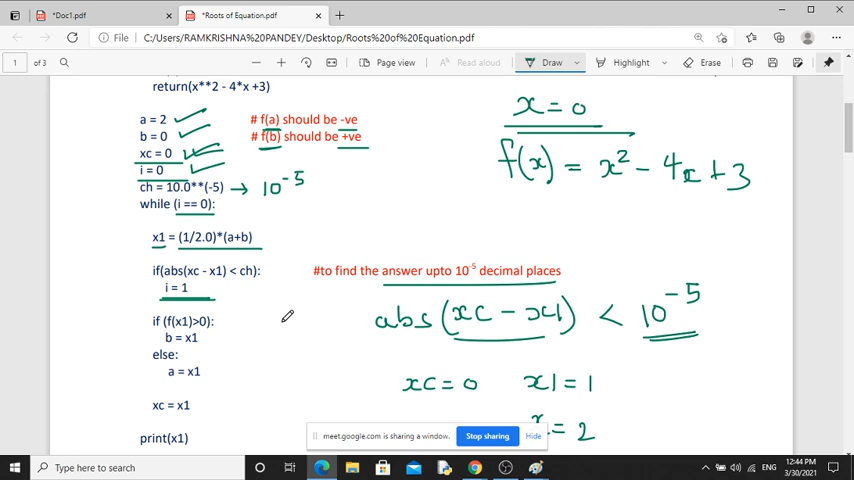 *Doc1.pdf
*Roots of Equation.pdf
File
C:/Users/RAMKRISHNA%20PANDEY/Desktop/Roots%20of%20Equation.pdf
1
of 3
Page view
Read aloud
Draw
Highlight
Erase
return(x**2 - 4*x +3)
a = 2
# f(a) should be -ve
b = 0
# f(b) should be +ve
xc = 0
i = 0
ch = 10.0**(-5) → 10⁻⁵
while (i == 0):
x1 = (1/2.0)*(a+b)
if(abs(xc - x1) < ch):
#to find the answer upto 10⁻⁵ decimal places
i = 1
if (f(x1)>0):
b = x1
else:
a = x1
xc = x1
print(x1)
x = 0
f(x) = x² - 4x + 3
abs(xc - x1) < 10⁻⁵
xc = 0 x1 = 1
= 2
meet.google.com is sharing a window.
Stop sharing
Hide
Type here to search
ENG
12:44 PM
3/30/2021